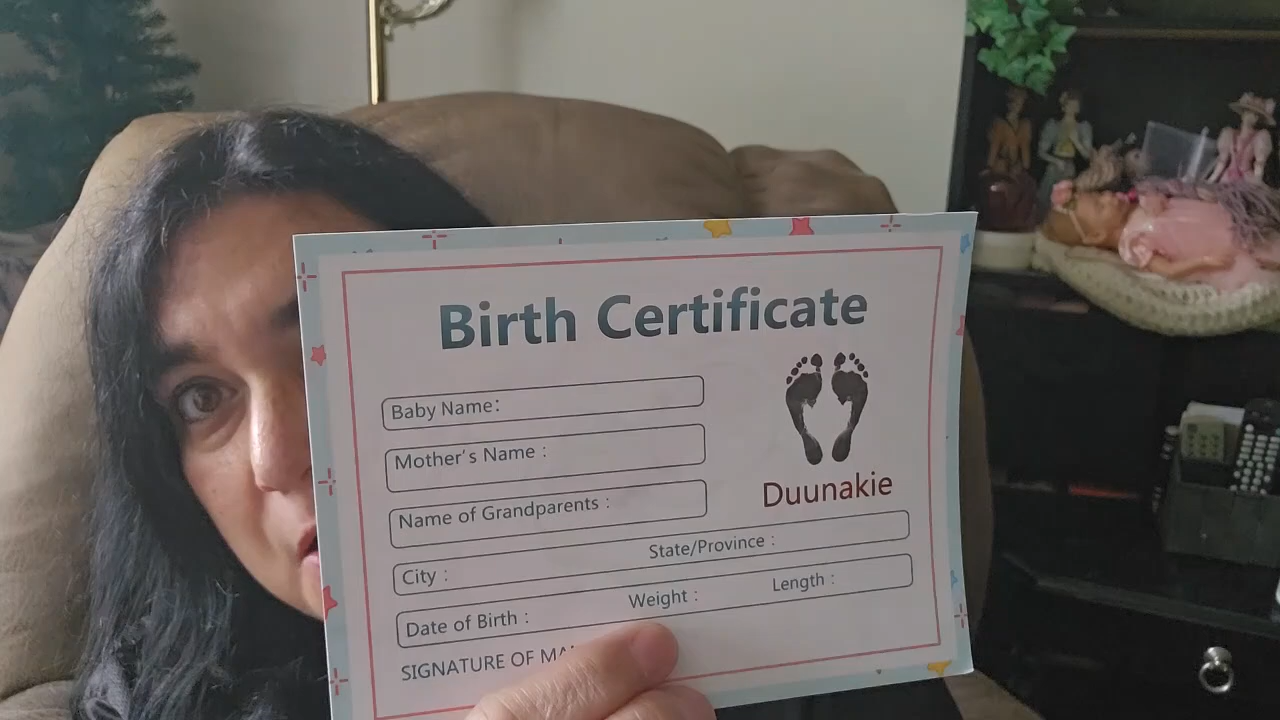 Birth Certificate
Baby Name:
Mother's Name :
Name of Grandparents :
Duunakie
City : State/Province :
Date of Birth : Weight : Length :
SIGNATURE OF